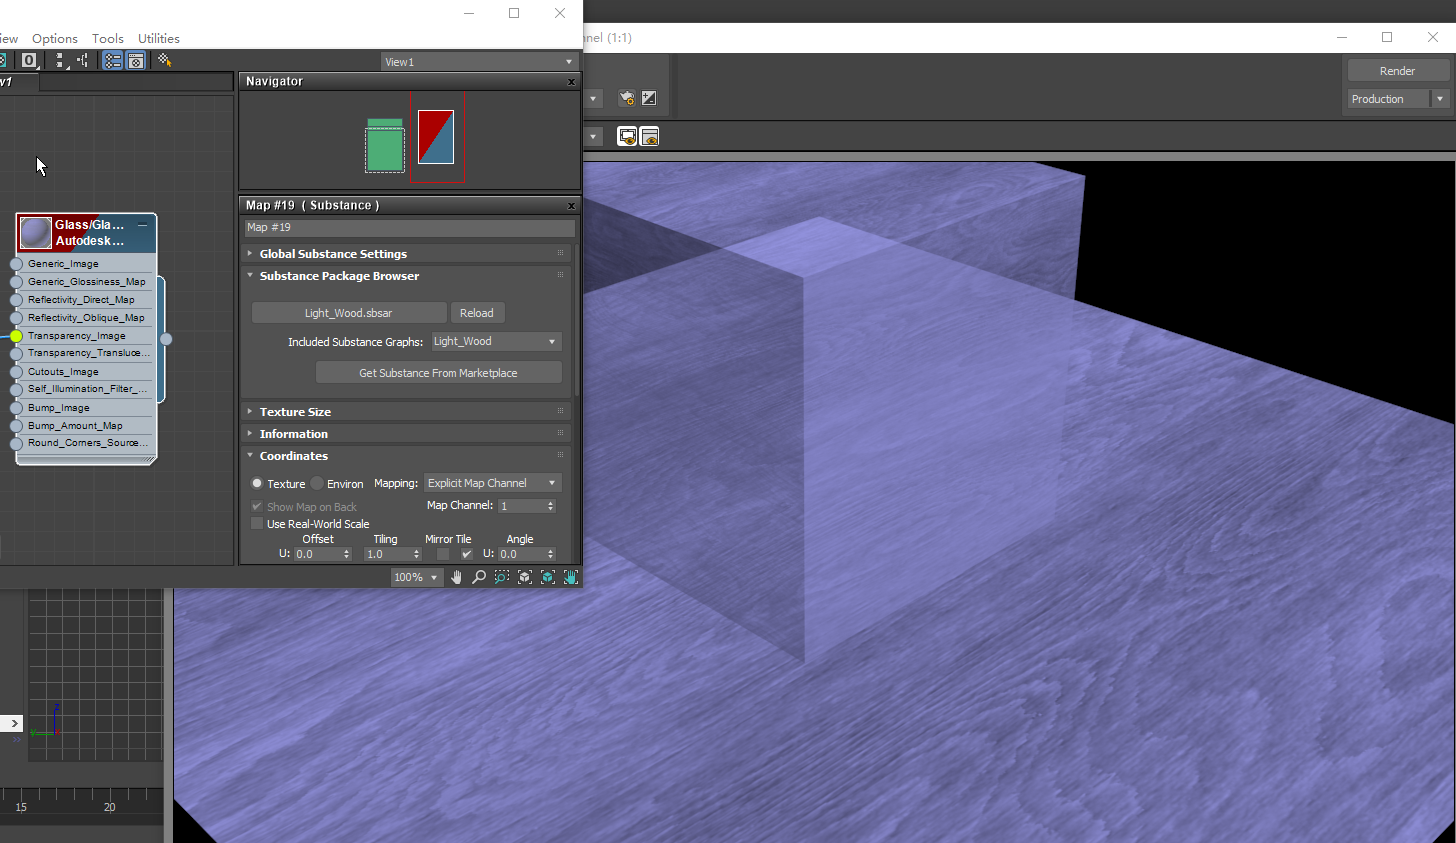 iew Options Tools Utilities
nnel (1:1)
View1
v1
Navigator
Render
Production
Map #19 ( Substance )
Map #19
Glass/Gla...
Autodesk...
Generic_Image
Generic_Glossiness_Map
Reflectivity_Direct_Map
Reflectivity_Oblique_Map
Transparency_Image
Transparency_Transluce...
Cutouts_Image
Self_Illumination_Filter_...
Bump_Image
Bump_Amount_Map
Round_Corners_Source...
Global Substance Settings
Substance Package Browser
Light_Wood.sbsar Reload
Included Substance Graphs: Light_Wood
Get Substance From Marketplace
Texture Size
Information
Coordinates
Texture Environ Mapping: Explicit Map Channel
Show Map on Back Map Channel: 1
Use Real-World Scale
Offset Tiling Mirror Tile Angle
U: 0.0 1.0 U: 0.0
100%
z
y
15 20